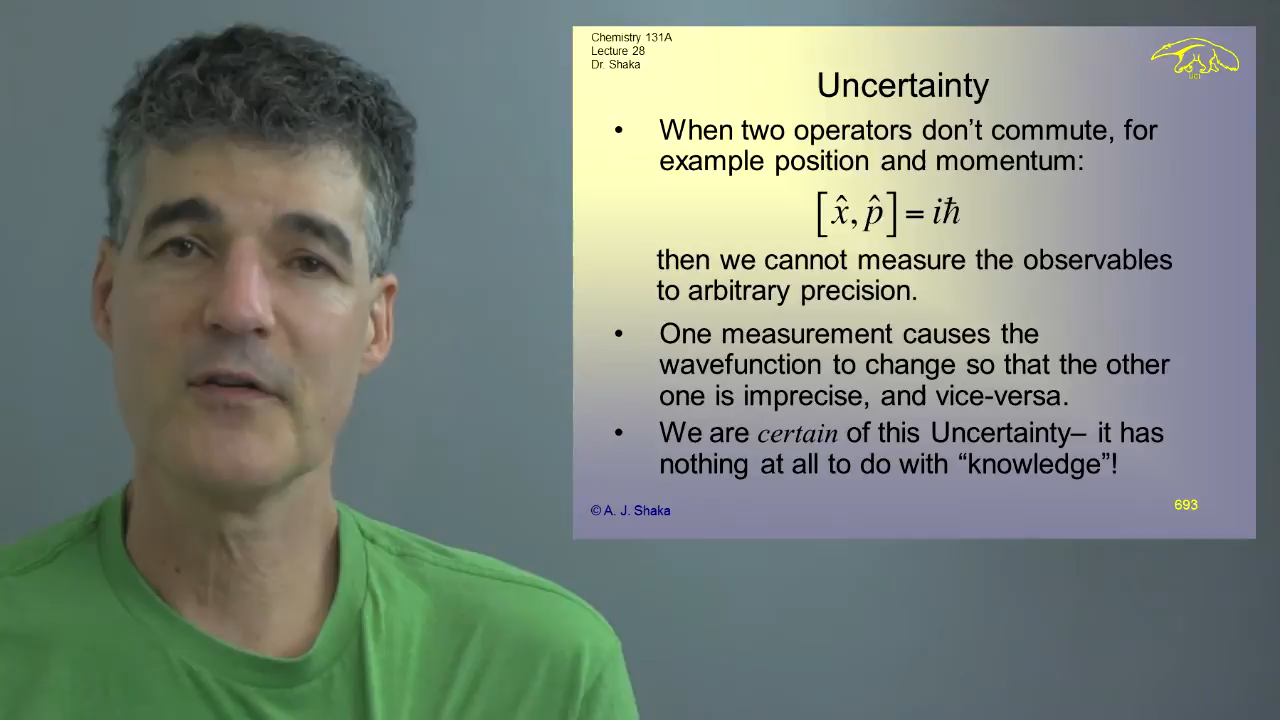 Chemistry 131A
Lecture 28
Dr. Shaka
UCI
Uncertainty
• When two operators don’t commute, for
example position and momentum:
[x̂, p̂] = iħ
then we cannot measure the observables
to arbitrary precision.
• One measurement causes the
wavefunction to change so that the other
one is imprecise, and vice-versa.
• We are certain of this Uncertainty– it has
nothing at all to do with “knowledge”!
© A. J. Shaka
693